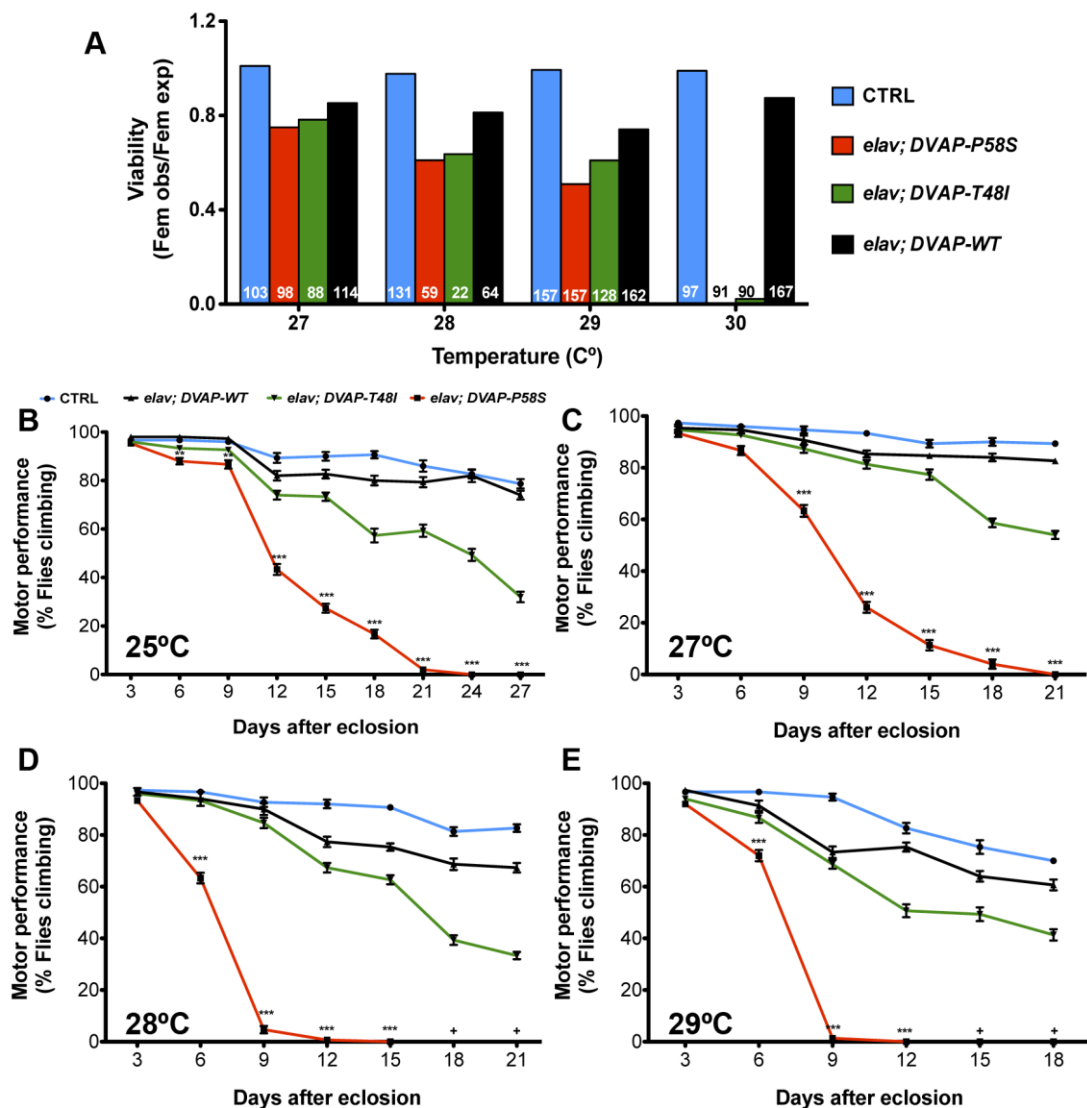 A
1.2
0.8
0.4
0.0
Viability
(Fem obs/Fem exp)
103 98 88 114 131 59 22 64 157 157 128 162 97 91 90 167
27 28 29 30
Temperature (Cº)
CTRL
elav; DVAP-P58S
elav; DVAP-T48I
elav; DVAP-WT
CTRL elav; DVAP-WT elav; DVAP-T48I elav; DVAP-P58S
B
100
80
60
40
20
0
Motor performance
(% Flies climbing)
** ** *** *** *** *** *** ***
25ºC
3 6 9 12 15 18 21 24 27
Days after eclosion
C
100
80
60
40
20
0
Motor performance
(% Flies climbing)
*** *** *** *** ***
27ºC
3 6 9 12 15 18 21
Days after eclosion
D
100
80
60
40
20
0
Motor performance
(% Flies climbing)
*** *** *** *** + +
28ºC
3 6 9 12 15 18 21
Days after eclosion
E
100
80
60
40
20
0
Motor performance
(% Flies climbing)
*** *** *** + +
29ºC
3 6 9 12 15 18
Days after eclosion